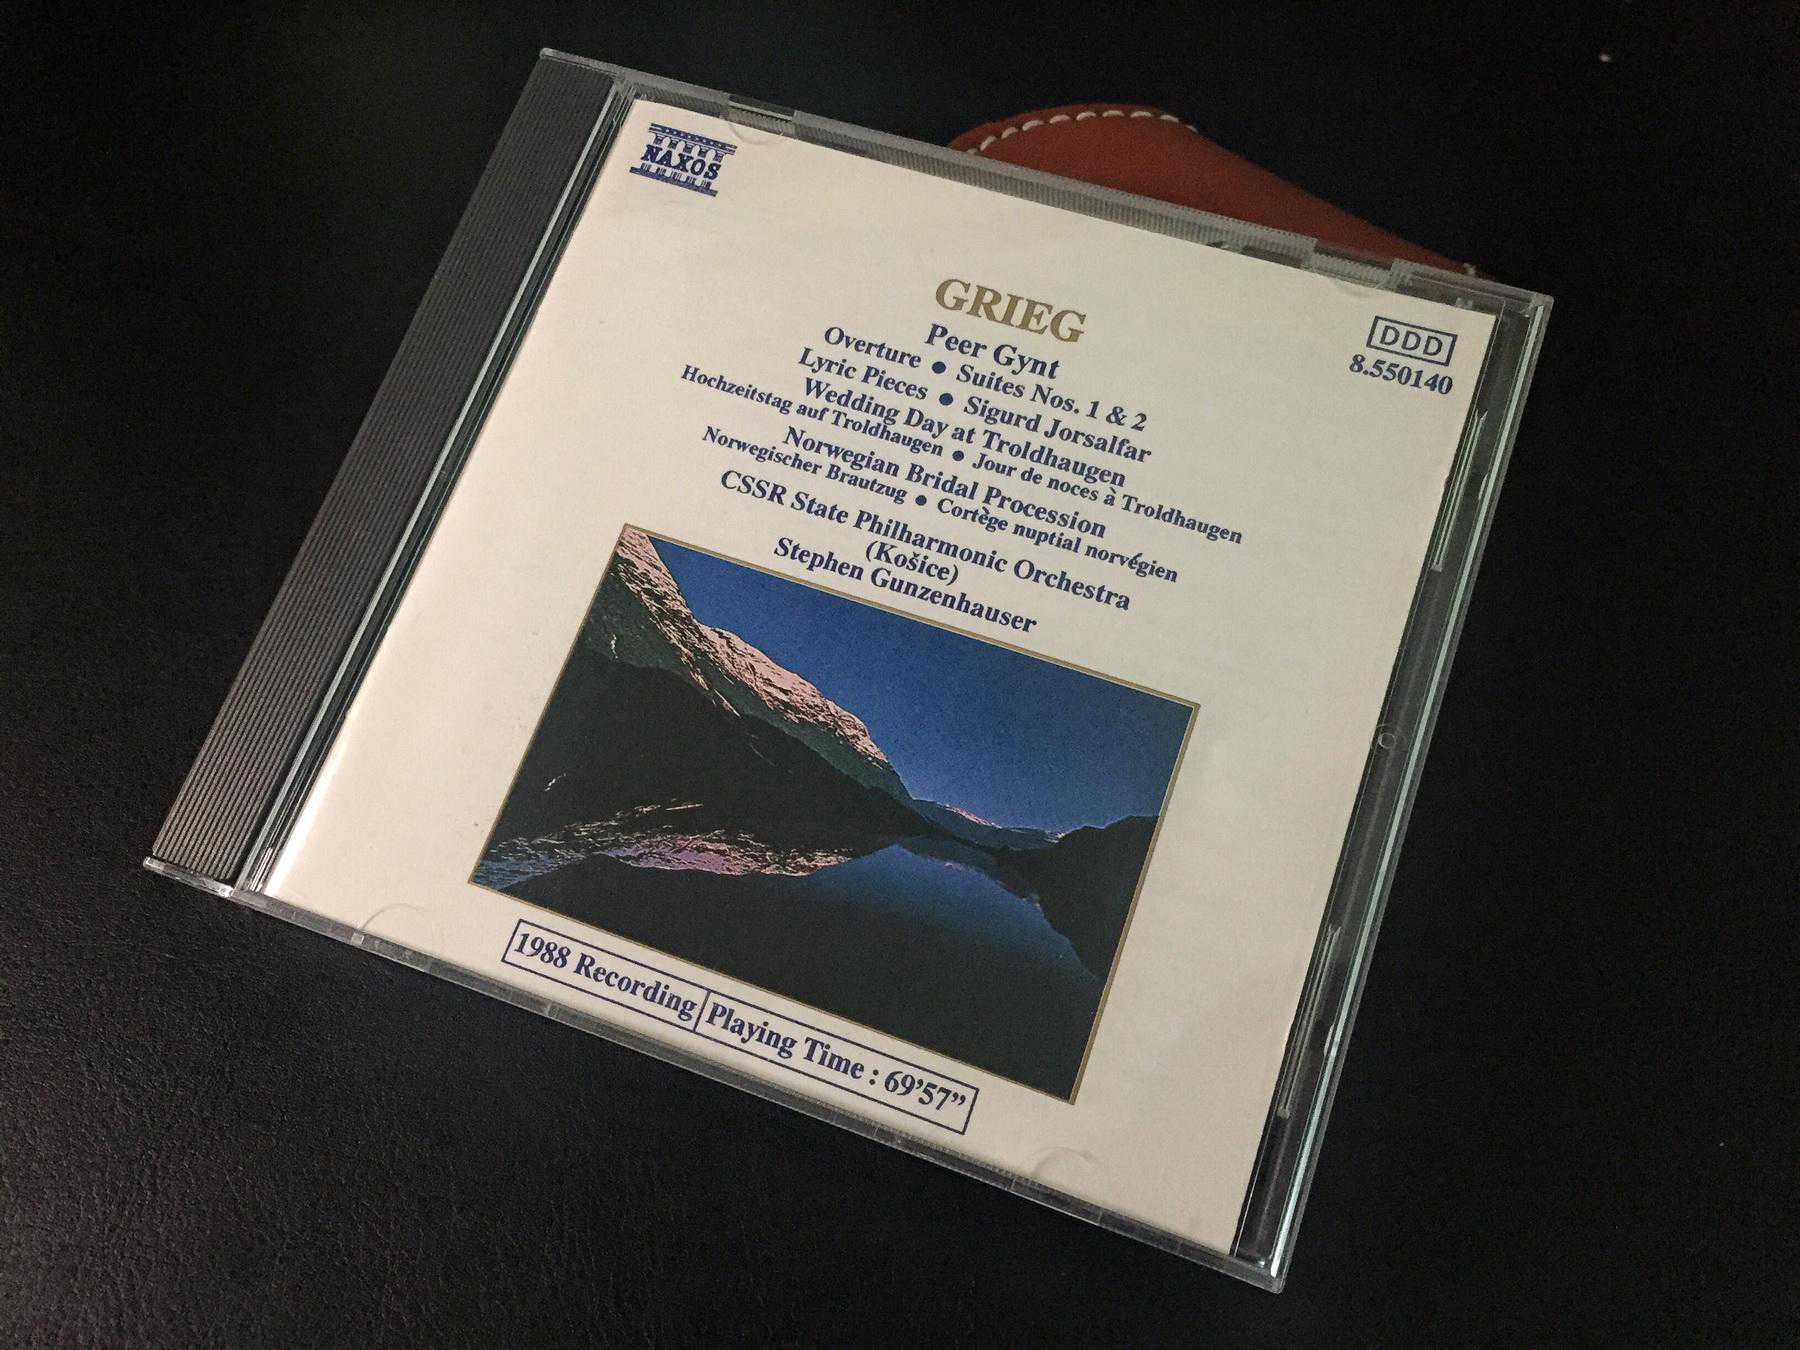 NAXOS
DDD
8.550140
GRIEG
Peer Gynt
Overture • Suites Nos. 1 & 2
Lyric Pieces • Sigurd Jorsalfar
Wedding Day at Troldhaugen
Hochzeitstag auf Troldhaugen • Jour de noces à Troldhaugen
Norwegian Bridal Procession
Norwegischer Brautzug • Cortège nuptial norvégien
CSSR State Philharmonic Orchestra
(Košice)
Stephen Gunzenhauser
1988 Recording Playing Time : 69’57”